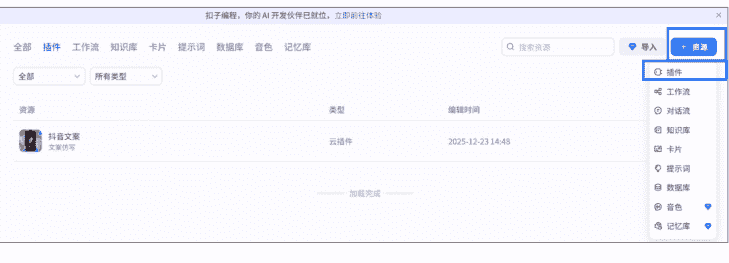 扣子编程，你的 AI 开发伙伴已就位，立即前往体验
全部 插件 工作流 知识库 卡片 提示词 数据库 音色 记忆库 搜索资源 导入 + 资源
全部 所有类型
资源 类型 编辑时间
抖音文案
文案仿写
云插件 2025-12-23 14:48
加载完成
插件
工作流
对话流
知识库
卡片
提示词
数据库
音色
记忆库